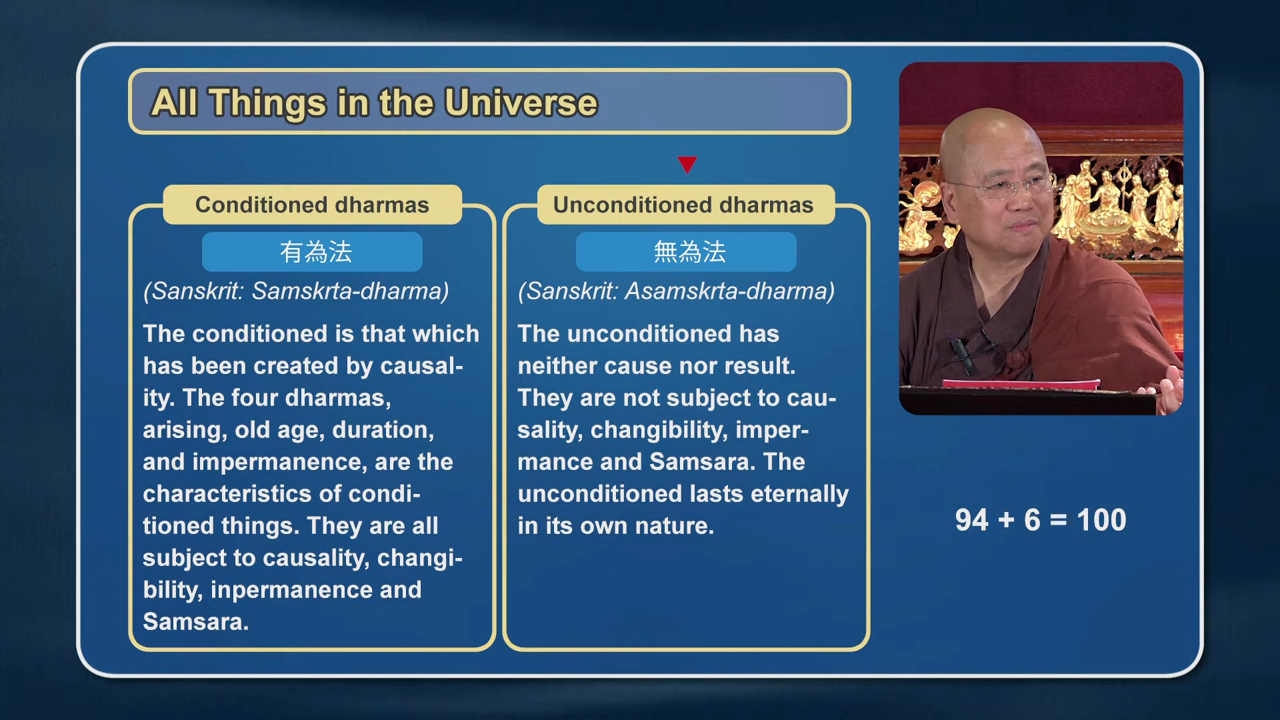 All Things in the Universe
Conditioned dharmas
有為法
(Sanskrit: Samskrta-dharma)
The conditioned is that which
has been created by causal-
ity. The four dharmas,
arising, old age, duration,
and impermanence, are the
characteristics of condi-
tioned things. They are all
subject to causality, changi-
bility, inpermanence and
Samsara.
Unconditioned dharmas
無為法
(Sanskrit: Asamskrta-dharma)
The unconditioned has
neither cause nor result.
They are not subject to cau-
sality, changibility, imper-
mance and Samsara. The
unconditioned lasts eternally
in its own nature.
94 + 6 = 100